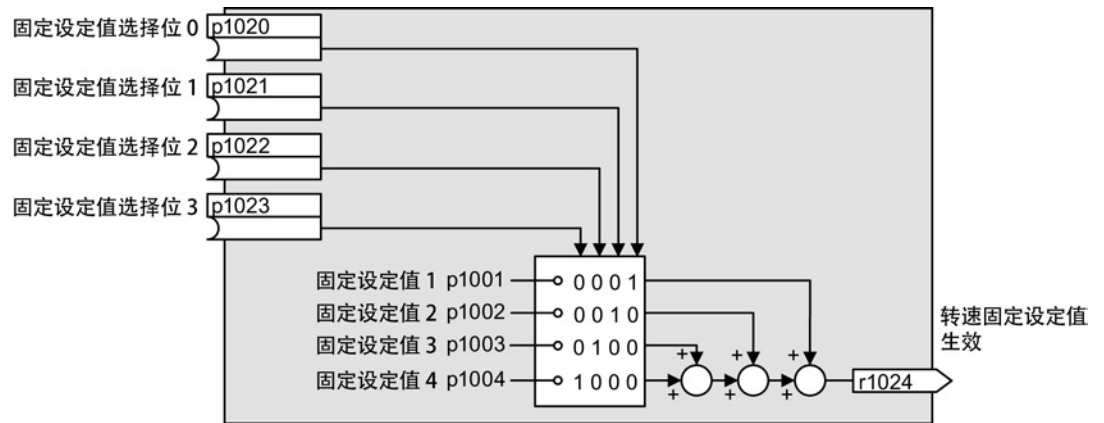 固定设定值选择位 0 p1020
固定设定值选择位 1 p1021
固定设定值选择位 2 p1022
固定设定值选择位 3 p1023
固定设定值 1 p1001 0 0 0 1
固定设定值 2 p1002 0 0 1 0
固定设定值 3 p1003 0 1 0 0
固定设定值 4 p1004 1 0 0 0
+ + +
+ + +
转速固定设定值
生效
r1024